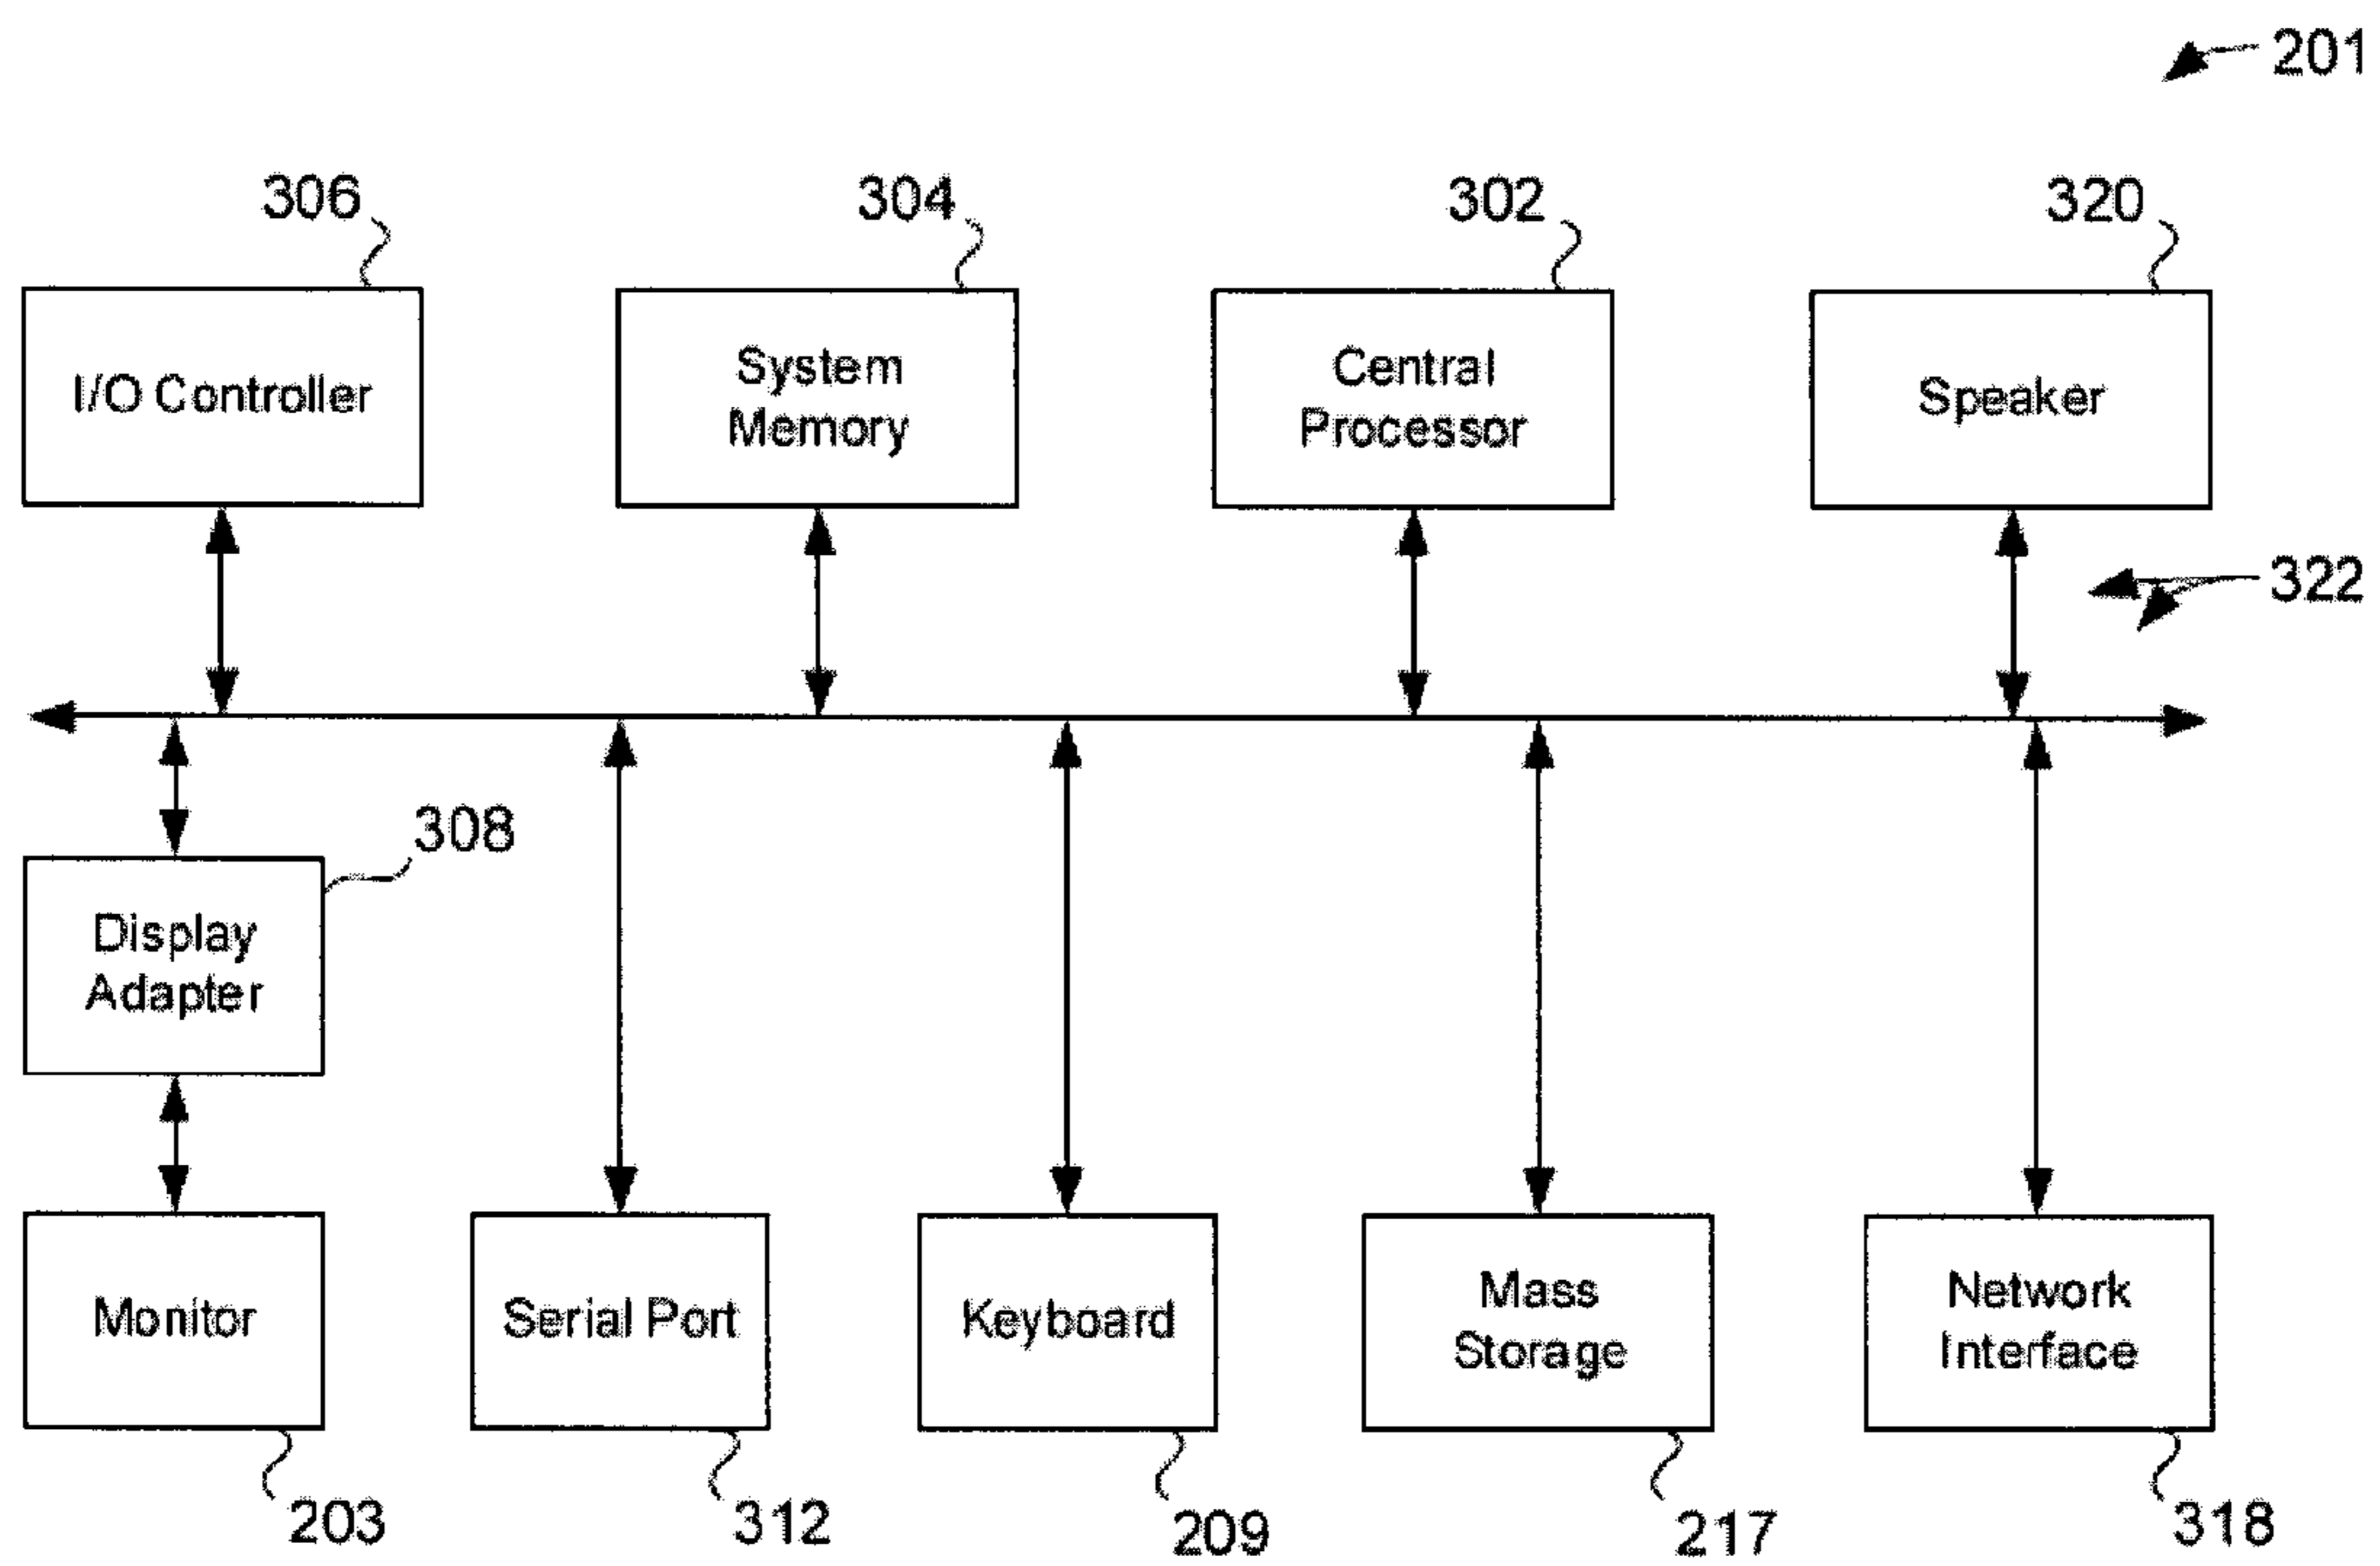 201
306
304
302
320
I/O Controller
System
Memory
Central
Processor
Speaker
322
308
Display
Adapter
Monitor
Serial Port
Keyboard
Mass
Storage
Network
Interface
203
312
209
217
318